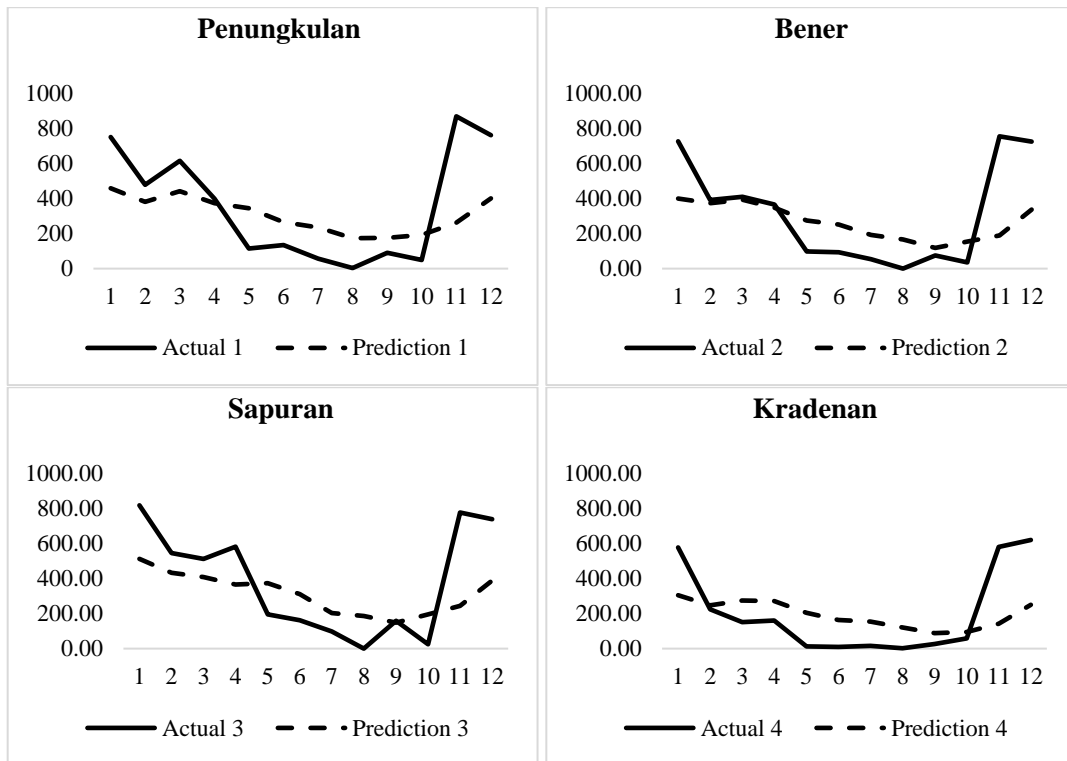 Penungkulan
1000
800
600
400
200
0
1 2 3 4 5 6 7 8 9 10 11 12
Actual 1 Prediction 1
Bener
1000.00
800.00
600.00
400.00
200.00
0.00
1 2 3 4 5 6 7 8 9 10 11 12
Actual 2 Prediction 2
Sapuran
1000.00
800.00
600.00
400.00
200.00
0.00
1 2 3 4 5 6 7 8 9 10 11 12
Actual 3 Prediction 3
Kradenan
1000.00
800.00
600.00
400.00
200.00
0.00
1 2 3 4 5 6 7 8 9 10 11 12
Actual 4 Prediction 4